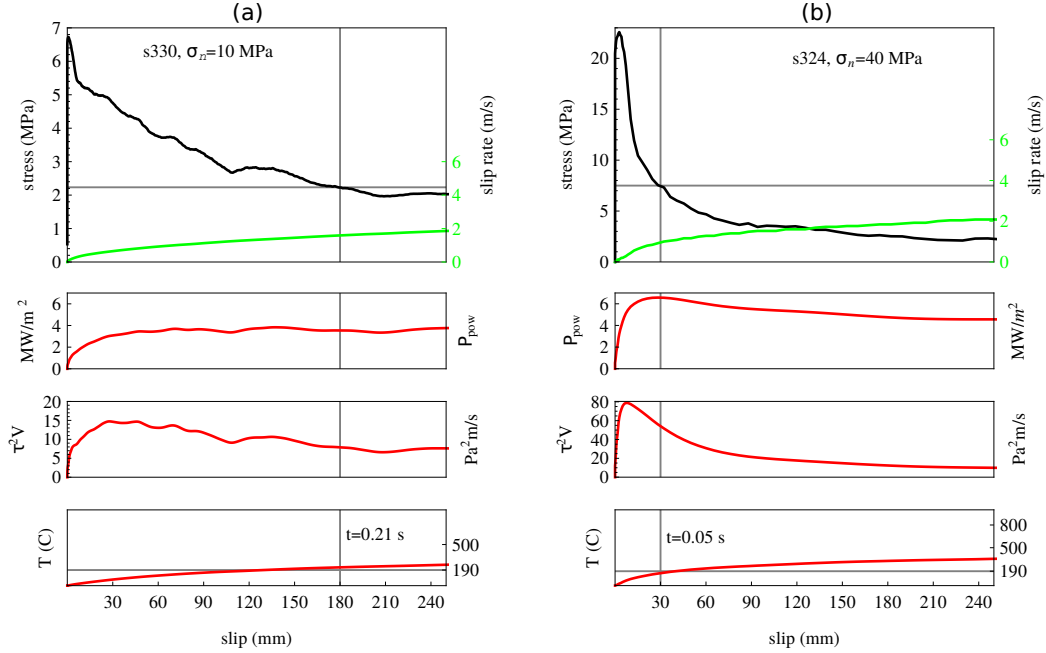 (a)
s330, σn=10 MPa
stress (MPa)
7
6
5
4
3
2
1
0
slip rate (m/s)
6
4
2
0
MW/m²
6
4
2
0
Ppow
τ²V
20
15
10
5
0
Pa²m/s
T (C)
t=0.21 s
500
190
30
60
90
120
150
180
210
240
slip (mm)
(b)
s324, σn=40 MPa
stress (MPa)
20
15
10
5
0
slip rate (m/s)
6
4
2
0
Ppow
6
4
2
0
MW/m²
τ²V
80
60
40
20
0
Pa²m/s
T (C)
t=0.05 s
800
500
190
30
60
90
120
150
180
210
240
slip (mm)